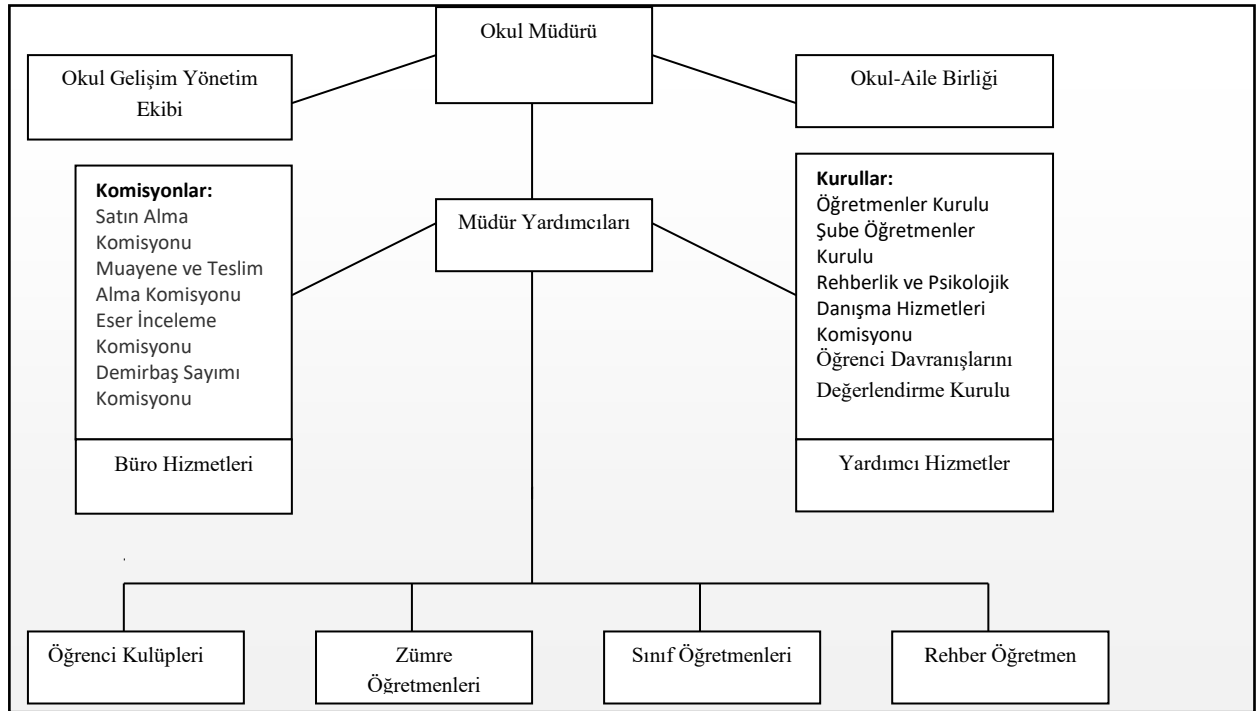 Okul Müdürü
Okul Gelişim Yönetim
Ekibi
Okul-Aile Birliği
Komisyonlar:
Satın Alma
Komisyonu
Muayene ve Teslim
Alma Komisyonu
Eser İnceleme
Komisyonu
Demirbaş Sayımı
Komisyonu
Müdür Yardımcıları
Kurullar:
Öğretmenler Kurulu
Şube Öğretmenler
Kurulu
Rehberlik ve Psikolojik
Danışma Hizmetleri
Komisyonu
Öğrenci Davranışlarını
Değerlendirme Kurulu
Büro Hizmetleri
Yardımcı Hizmetler
Öğrenci Kulüpleri
Zümre
Öğretmenleri
Sınıf Öğretmenleri
Rehber Öğretmen